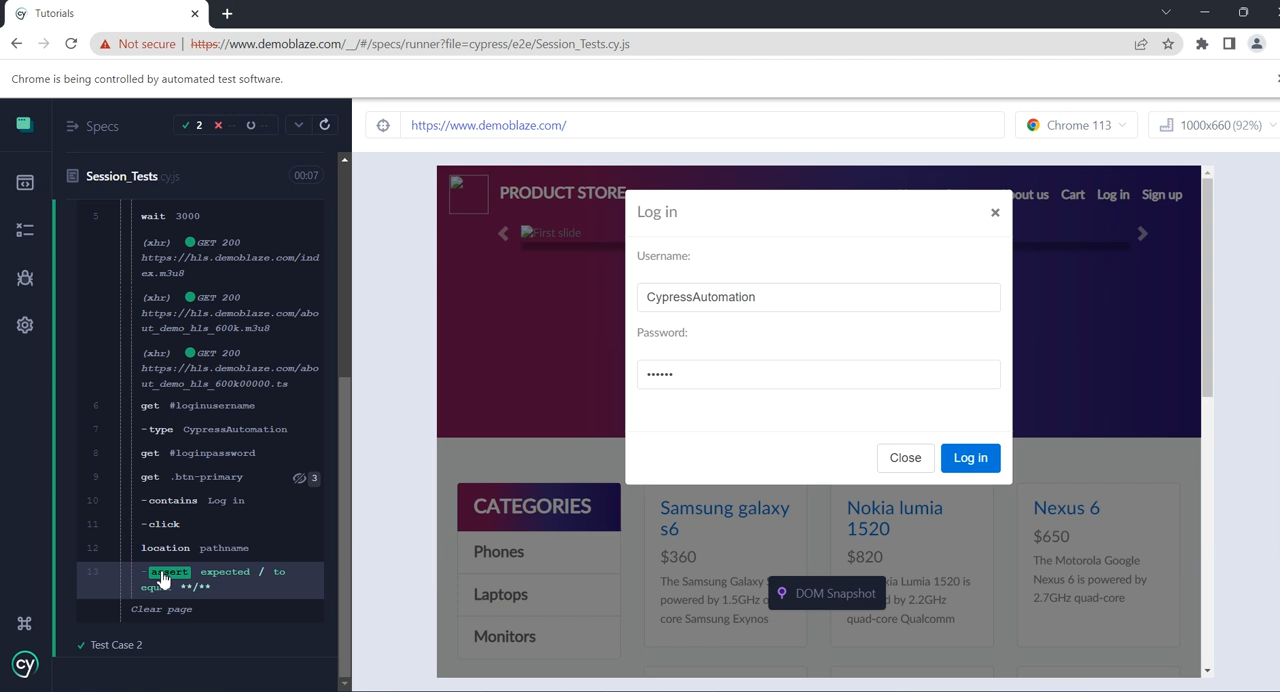 Tutorials
Not secure | https://www.demoblaze.com/__/#/specs/runner?file=cypress/e2e/Session_Tests.cy.js
Chrome is being controlled by automated test software.
Specs
2 -- --
https://www.demoblaze.com/
Chrome 113
1000x660 (92%)
Session_Tests cy.js
00:07
5 wait 3000
(xhr) GET 200
https://hls.demoblaze.com/ind
ex.m3u8
(xhr) GET 200
https://hls.demoblaze.com/abo
ut_demo_hls_600k.m3u8
(xhr) GET 200
https://hls.demoblaze.com/abo
ut_demo_hls_600k00000.ts
6 get #loginusername
7 -type CypressAutomation
8 get #loginpassword
9 get .btn-primary 3
10 -contains Log in
11 -click
12 location pathname
13 -assert expected / to
**/**
Clear page
Test Case 2
cy
PRODUCT STORE
out us Cart Log in Sign up
First slide
Log in
×
Username:
CypressAutomation
Password:
••••••
Close
Log in
CATEGORIES
Phones
Laptops
Monitors
Samsung galaxy
s6
$360
The Samsung Galaxy
powered by 1.5GHz
core Samsung Exynos
Nokia lumia
1520
$820
kia Lumia 1520 is
d by 2.2GHz
quad-core Qualcomm
Nexus 6
$650
The Motorola Google
Nexus 6 is powered by
2.7GHz quad-core
DOM Snapshot